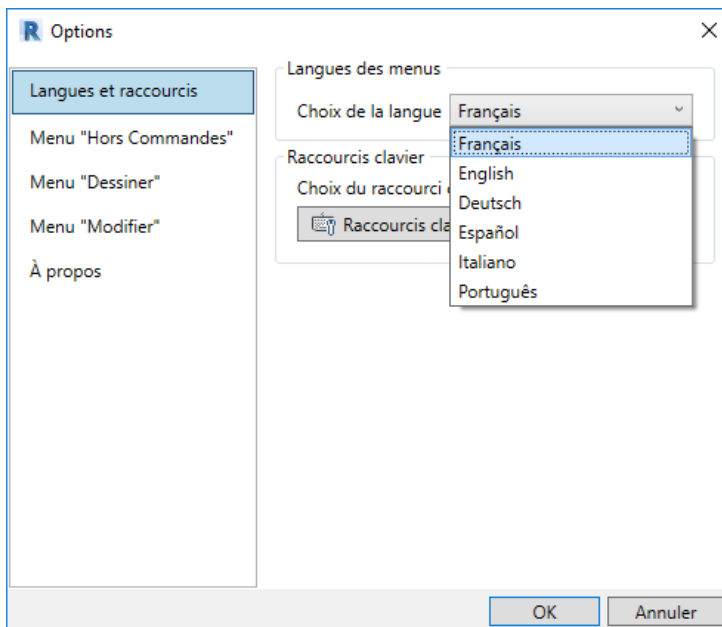 R Options
Langues et raccourcis
Menu "Hors Commandes"
Menu "Dessiner"
Menu "Modifier"
À propos
Langues des menus
Choix de la langue Français
Français
English
Deutsch
Español
Italiano
Português
Raccourcis clavier
Choix du raccourci
Raccourcis
OK Annuler